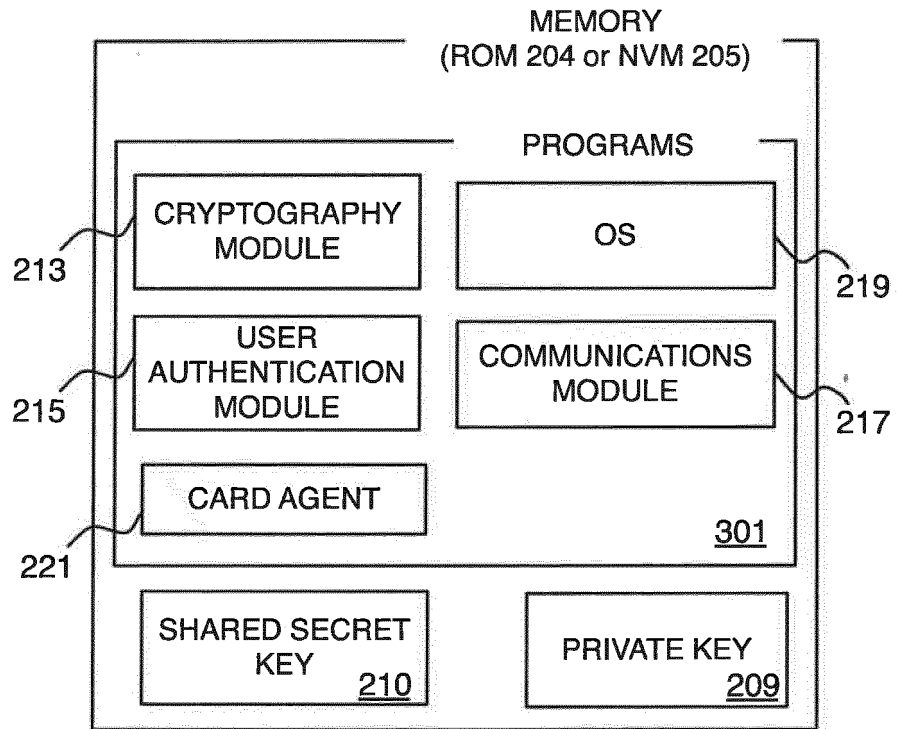 MEMORY
(ROM 204 or NVM 205)
PROGRAMS
CRYPTOGRAPHY
MODULE
213
OS
219
USER
AUTHENTICATION
MODULE
215
COMMUNICATIONS
MODULE
217
CARD AGENT
221
301
SHARED SECRET
KEY
210
PRIVATE KEY
209